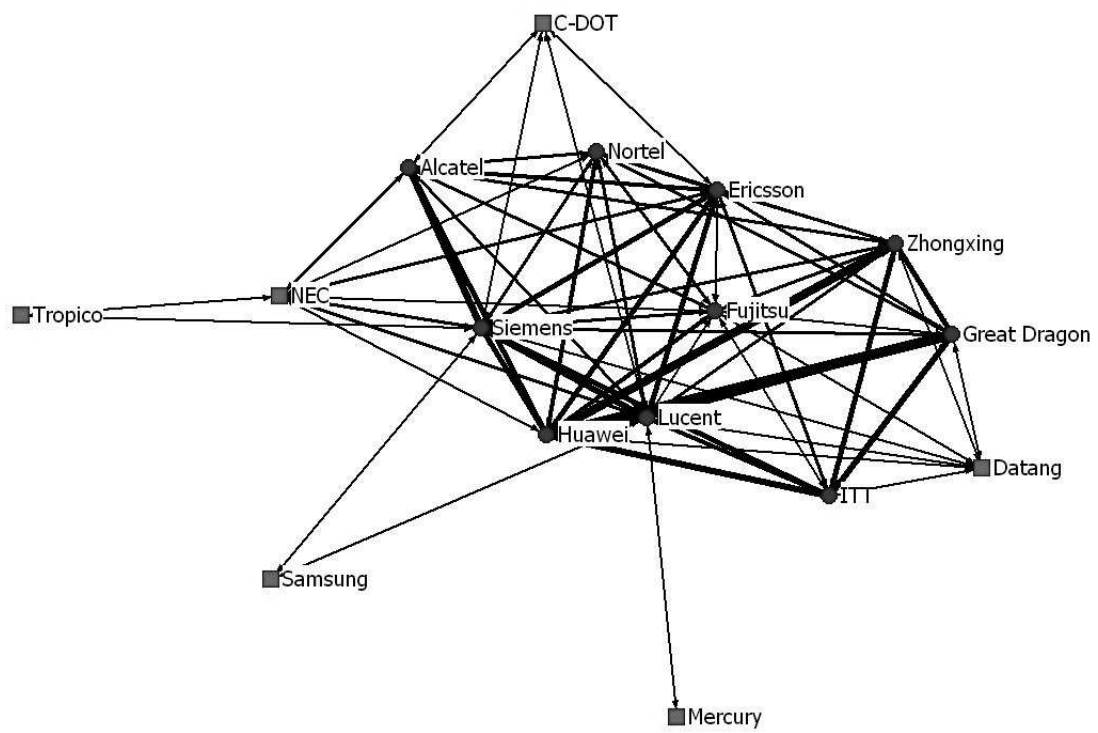 C-DOT
Nortel
Alcatel
Ericsson
Zhongxing
NEC
Tropico
Fujitsu
Siemens
Great Dragon
Lucent
Huawei
Datang
ITT
Samsung
Mercury